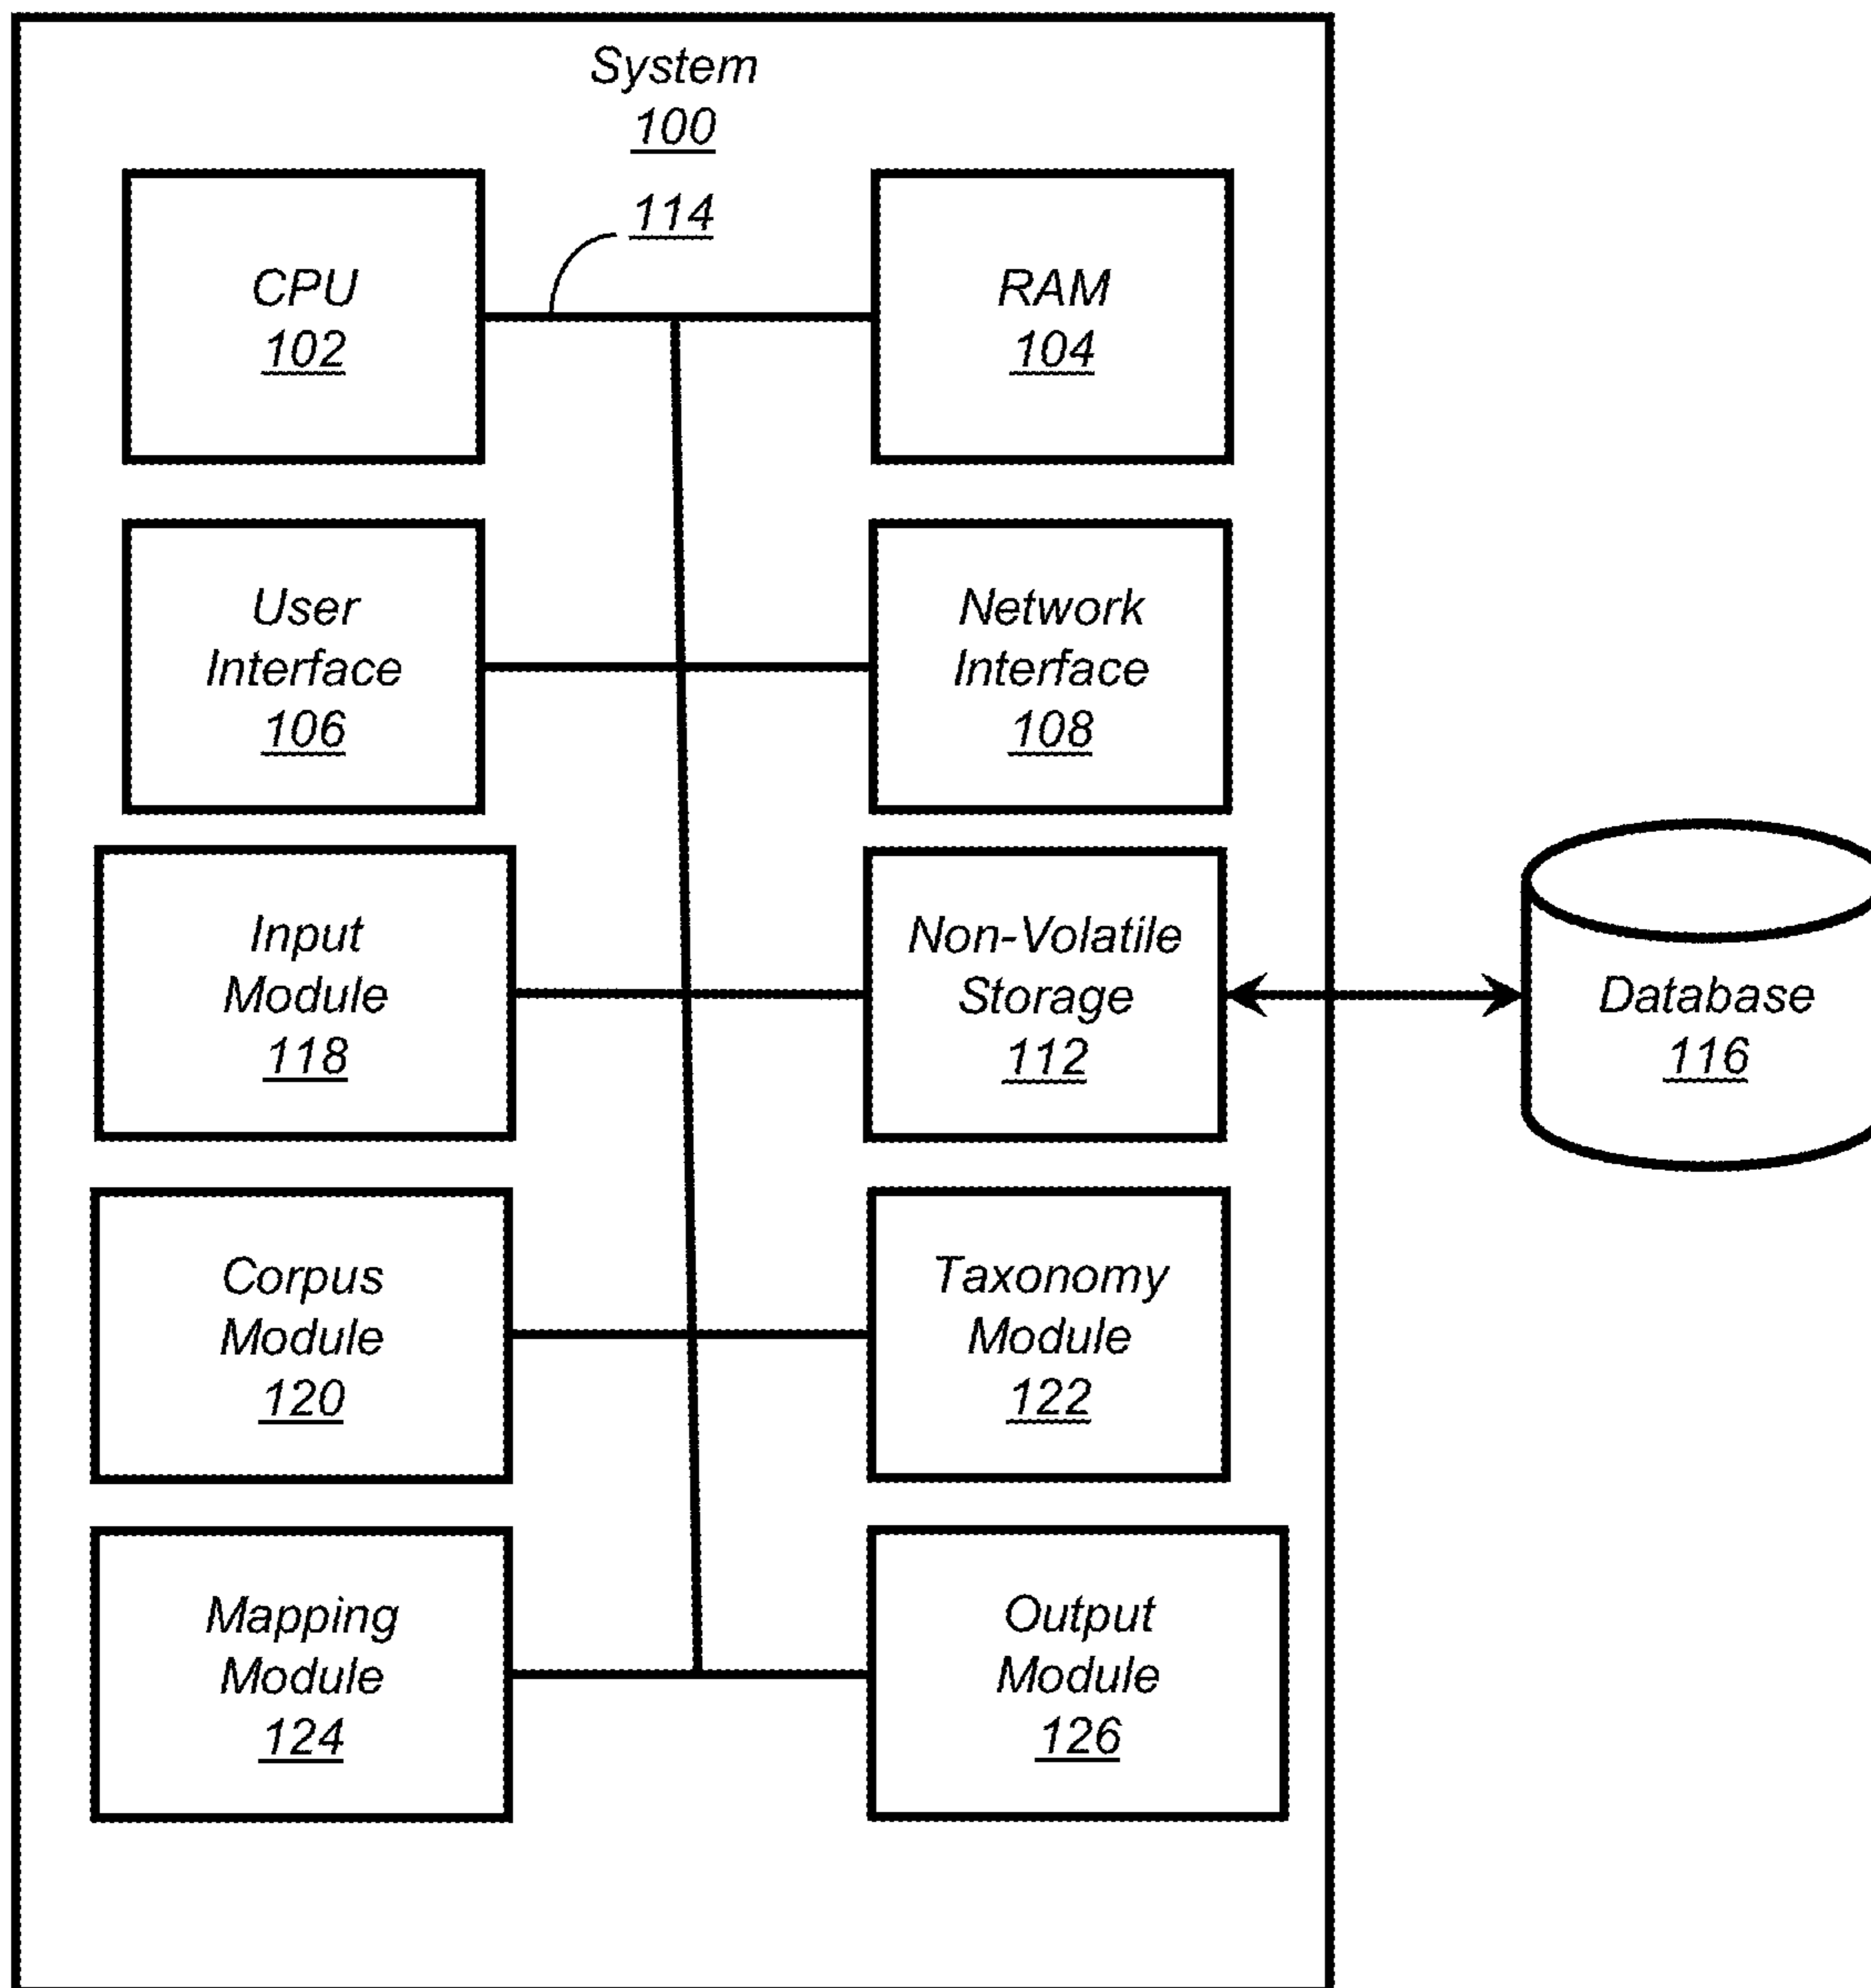 System
100
114
CPU
102
RAM
104
User
Interface
106
Network
Interface
108
Input
Module
118
Non-Volatile
Storage
112
Database
116
Corpus
Module
120
Taxonomy
Module
122
Mapping
Module
124
Output
Module
126